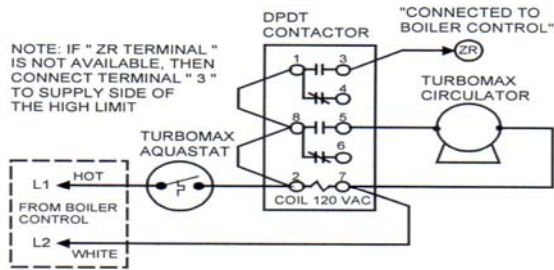 DPDT
CONTACTOR
"CONNECTED TO
BOILER CONTROL"
NOTE: IF " ZR TERMINAL "
IS NOT AVAILABLE, THEN
CONNECT TERMINAL " 3 "
TO SUPPLY SIDE OF
THE HIGH LIMIT
1
3
ZR
4
TURBOMAX
CIRCULATOR
TURBOMAX
AQUASTAT
8
5
6
L1
HOT
2
7
COIL 120 VAC
FROM BOILER
CONTROL
L2
WHITE